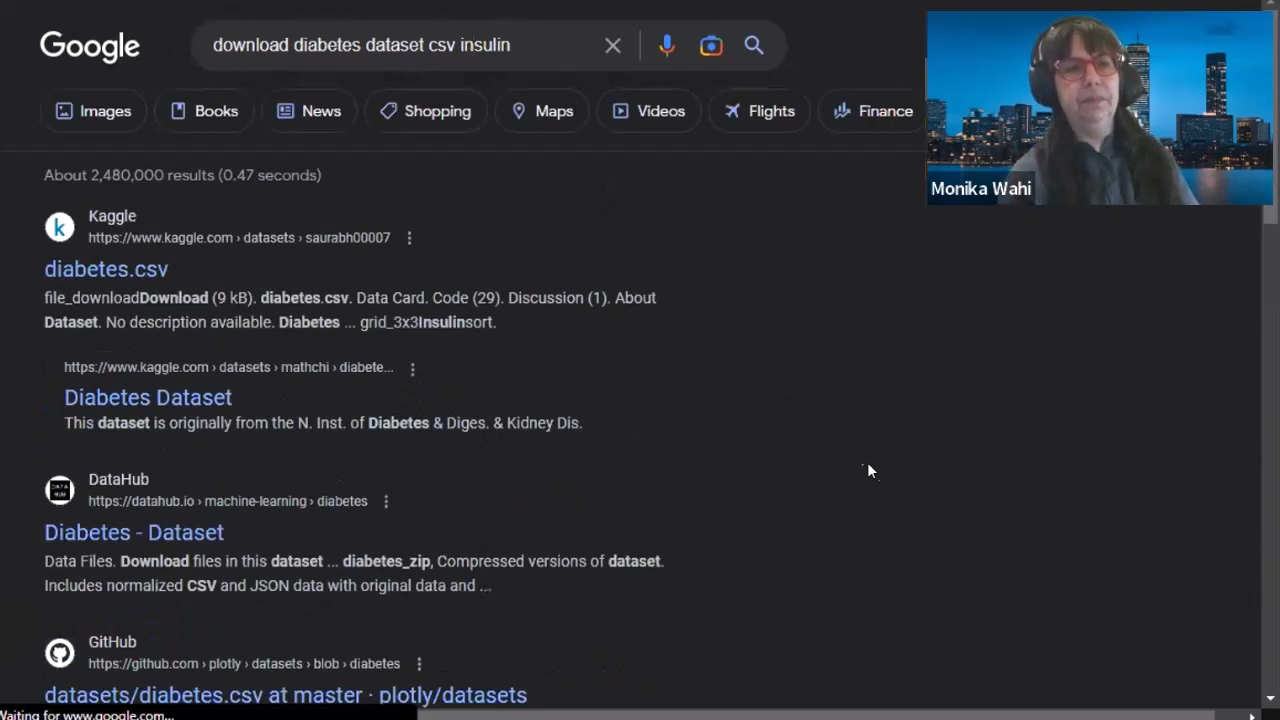 Google
download diabetes dataset csv insulin
Images
Books
News
Shopping
Maps
Videos
Flights
Finance
Monika Wahi
About 2,480,000 results (0.47 seconds)
Kaggle
https://www.kaggle.com › datasets › saurabh00007
diabetes.csv
file_downloadDownload (9 kB). diabetes.csv. Data Card. Code (29). Discussion (1). About
Dataset. No description available. Diabetes ... grid_3x3Insulinsort.
https://www.kaggle.com › datasets › mathchi › diabete...
Diabetes Dataset
This dataset is originally from the N. Inst. of Diabetes & Diges. & Kidney Dis.
DATA
HUB
DataHub
https://datahub.io › machine-learning › diabetes
Diabetes - Dataset
Data Files. Download files in this dataset ... diabetes_zip, Compressed versions of dataset.
Includes normalized CSV and JSON data with original data and ...
GitHub
https://github.com › plotly › datasets › blob › diabetes
datasets/diabetes.csv at master · plotly/datasets
Waiting for www.google.com...